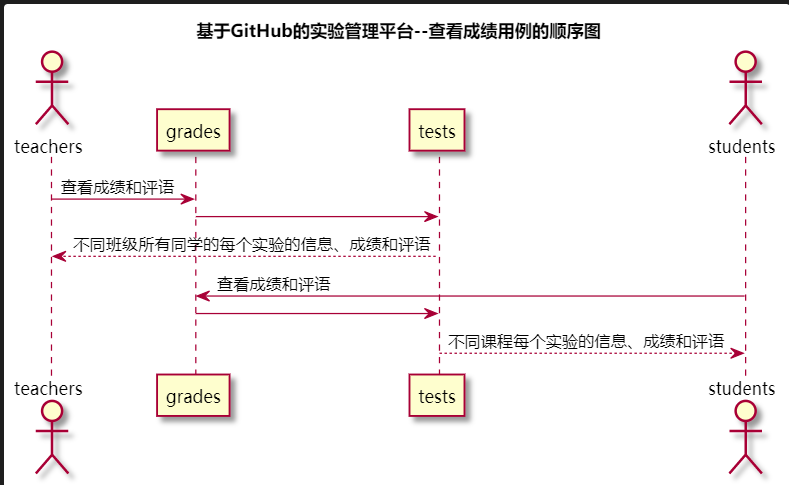 基于GitHub的实验管理平台--查看成绩用例的顺序图
teachers
grades
tests
students
查看成绩和评语
不同班级所有同学的每个实验的信息、成绩和评语
查看成绩和评语
不同课程每个实验的信息、成绩和评语
teachers
grades
tests
students